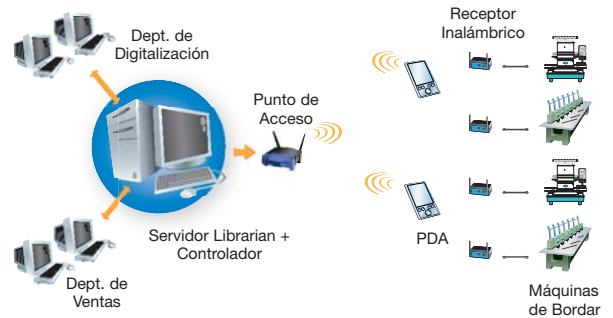 Dept. de
Digitalización
Receptor
Inalámbrico
Punto de
Acceso
Servidor Librarian +
Controlador
PDA
Dept. de
Ventas
Máquinas
de Bordar